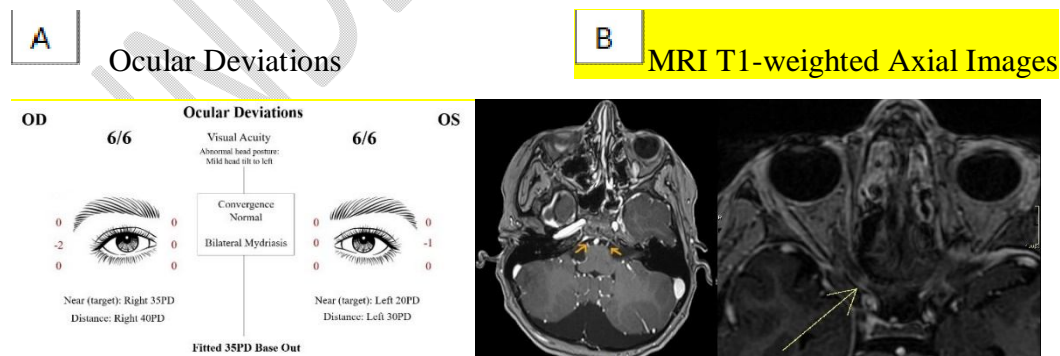 A
Ocular Deviations
B
MRI T1-weighted Axial Images
Ocular Deviations
OD
OS
6/6
Visual Acuity
6/6
Abnormal head posture:
Mild head tilt to left
Convergence
Normal
Bilateral Mydriasis
0 0
-2 0
0 0
0 0
0 -1
0 0
Near (target): Right 35PD
Distance: Right 40PD
Near (target): Left 20PD
Distance: Left 30PD
Fitted 35PD Base Out